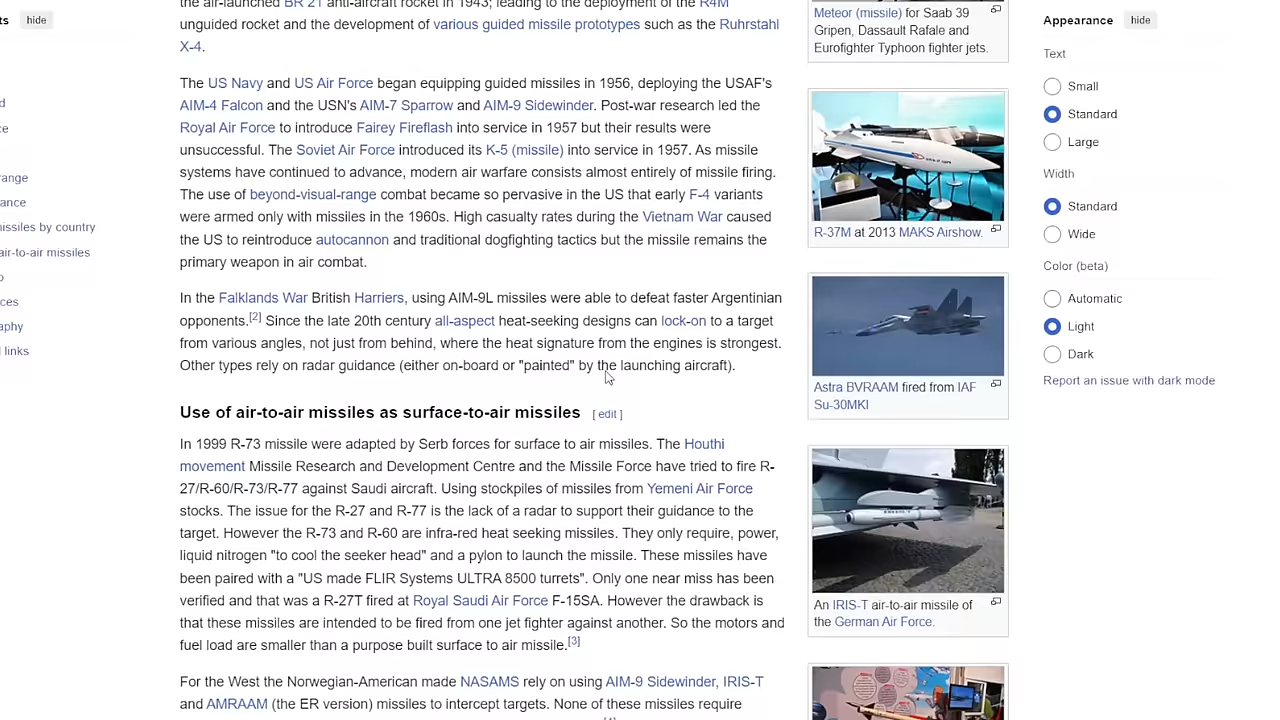 ts hide
d
ce
range
ance
nissiles by country
air-to-air missiles
o
ces
aphy
l links
the air-launched BR 21 anti-aircraft rocket in 1943; leading to the deployment of the R4M
unguided rocket and the development of various guided missile prototypes such as the Ruhrstahl
X-4.
The US Navy and US Air Force began equipping guided missiles in 1956, deploying the USAF's
AIM-4 Falcon and the USN's AIM-7 Sparrow and AIM-9 Sidewinder. Post-war research led the
Royal Air Force to introduce Fairey Fireflash into service in 1957 but their results were
unsuccessful. The Soviet Air Force introduced its K-5 (missile) into service in 1957. As missile
systems have continued to advance, modern air warfare consists almost entirely of missile firing.
The use of beyond-visual-range combat became so pervasive in the US that early F-4 variants
were armed only with missiles in the 1960s. High casualty rates during the Vietnam War caused
the US to reintroduce autocannon and traditional dogfighting tactics but the missile remains the
primary weapon in air combat.
In the Falklands War British Harriers, using AIM-9L missiles were able to defeat faster Argentinian
opponents.[2] Since the late 20th century all-aspect heat-seeking designs can lock-on to a target
from various angles, not just from behind, where the heat signature from the engines is strongest.
Other types rely on radar guidance (either on-board or "painted" by the launching aircraft).
Use of air-to-air missiles as surface-to-air missiles [ edit ]
In 1999 R-73 missile were adapted by Serb forces for surface to air missiles. The Houthi
movement Missile Research and Development Centre and the Missile Force have tried to fire R-
27/R-60/R-73/R-77 against Saudi aircraft. Using stockpiles of missiles from Yemeni Air Force
stocks. The issue for the R-27 and R-77 is the lack of a radar to support their guidance to the
target. However the R-73 and R-60 are infra-red heat seeking missiles. They only require, power,
liquid nitrogen "to cool the seeker head" and a pylon to launch the missile. These missiles have
been paired with a "US made FLIR Systems ULTRA 8500 turrets". Only one near miss has been
verified and that was a R-27T fired at Royal Saudi Air Force F-15SA. However the drawback is
that these missiles are intended to be fired from one jet fighter against another. So the motors and
fuel load are smaller than a purpose built surface to air missile.[3]
For the West the Norwegian-American made NASAMS rely on using AIM-9 Sidewinder, IRIS-T
and AMRAAM (the ER version) missiles to intercept targets. None of these missiles require
Meteor (missile) for Saab 39
Gripen, Dassault Rafale and
Eurofighter Typhoon fighter jets.
R-37M at 2013 MAKS Airshow.
Astra BVRAAM fired from IAF
Su-30MKI
An IRIS-T air-to-air missile of
the German Air Force.
Appearance hide
Text
Small
Standard
Large
Width
Standard
Wide
Color (beta)
Automatic
Light
Dark
Report an issue with dark mode